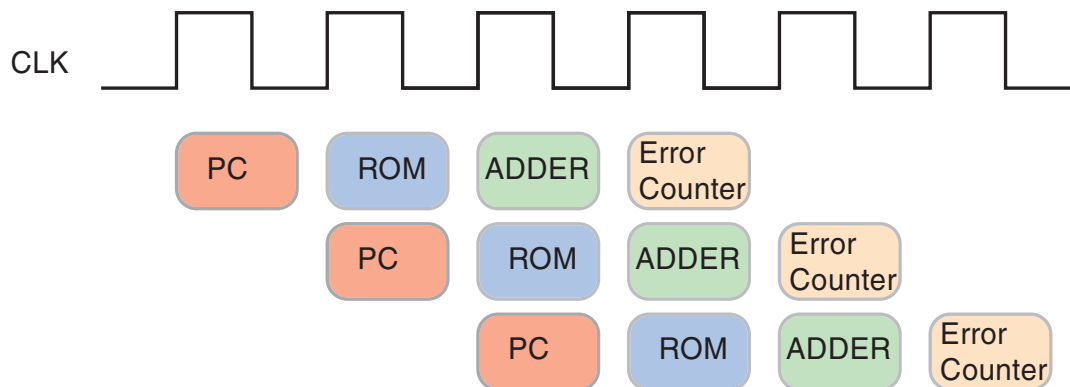 CLK
PC
ROM
ADDER
Error
Counter
PC
ROM
ADDER
Error
Counter
PC
ROM
ADDER
Error
Counter